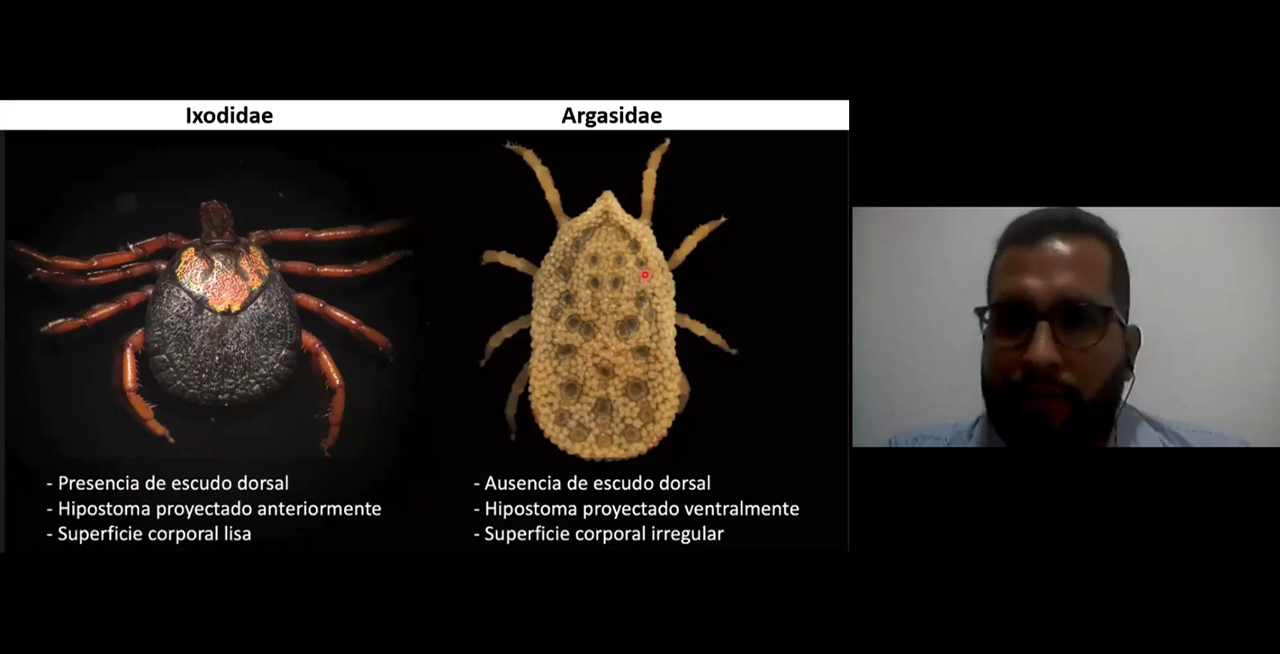 Ixodidae
Argasidae
- Presencia de escudo dorsal
- Hipostoma proyectado anteriormente
- Superficie corporal lisa
- Ausencia de escudo dorsal
- Hipostoma proyectado ventralmente
- Superficie corporal irregular